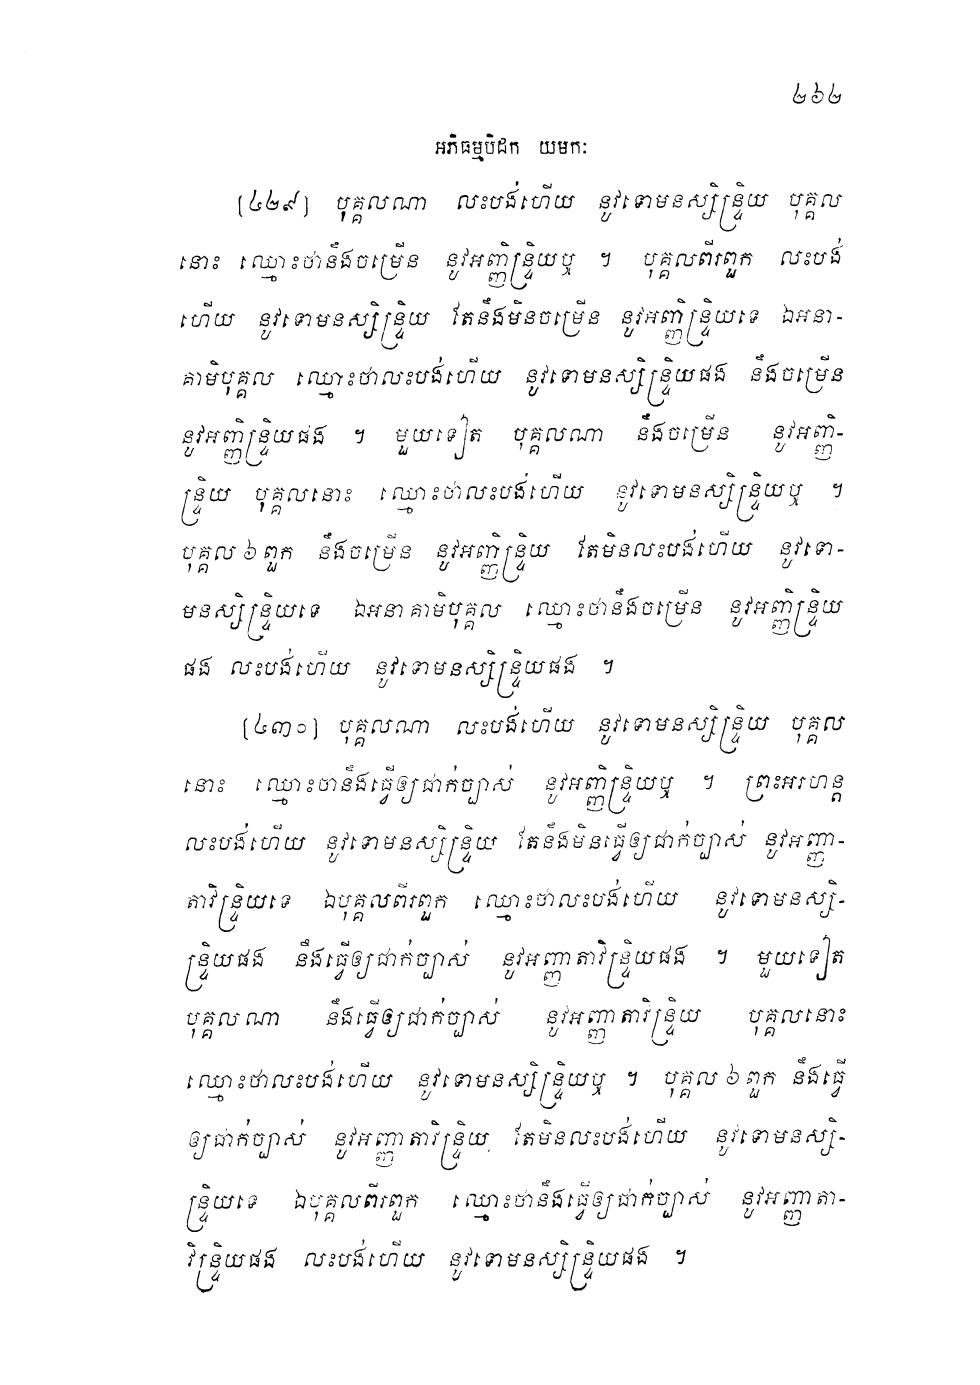 ២៦២
អភិធម្មបិដក យមកៈ
[៤២៩] បុគ្គលណា លះបង់ហើយ នូវទោមនស្សិន្ទ្រិយ បុគ្គល
នោះ ឈ្មោះថានឹងចម្រើន នូវអញ្ញិន្ទ្រិយឬ ។ បុគ្គលពីរពួក លះបង់
ហើយ នូវទោមនស្សិន្ទ្រិយ តែនឹងមិនចម្រើន នូវអញ្ញិន្ទ្រិយទេ ឯអនា-
គាមិបុគ្គល ឈ្មោះថាលះបង់ហើយ នូវទោមនស្សិន្ទ្រិយផង នឹងចម្រើន
នូវអញ្ញិន្ទ្រិយផង ។ មួយទៀត បុគ្គលណា នឹងចម្រើន នូវអញ្ញិ-
ន្ទ្រិយ បុគ្គលនោះ ឈ្មោះថាលះបង់ហើយ នូវទោមនស្សិន្ទ្រិយឬ ។
បុគ្គល ៦ ពួក នឹងចម្រើន នូវអញ្ញិន្ទ្រិយ តែមិនលះបង់ហើយ នូវទោ-
មនស្សិន្ទ្រិយទេ ឯអនាគាមិបុគ្គល ឈ្មោះថានឹងចម្រើន នូវអញ្ញិន្ទ្រិយ
ផង លះបង់ហើយ នូវទោមនស្សិន្ទ្រិយផង ។
[៤៣០] បុគ្គលណា លះបង់ហើយ នូវទោមនស្សិន្ទ្រិយ បុគ្គល
នោះ ឈ្មោះថានឹងធ្វើឲ្យជាក់ច្បាស់ នូវអញ្ញិន្ទ្រិយឬ ។ ព្រះអរហន្ត
លះបង់ហើយ នូវទោមនស្សិន្ទ្រិយ តែនឹងមិនធ្វើឲ្យជាក់ច្បាស់ នូវអញ្ញា-
តាវិន្ទ្រិយទេ ឯបុគ្គលពីរពួក ឈ្មោះថាលះបង់ហើយ នូវទោមនស្សិ-
ន្ទ្រិយផង នឹងធ្វើឲ្យជាក់ច្បាស់ នូវអញ្ញាតាវិន្ទ្រិយផង ។ មួយទៀត
បុគ្គលណា នឹងធ្វើឲ្យជាក់ច្បាស់ នូវអញ្ញាតាវិន្ទ្រិយ បុគ្គលនោះ
ឈ្មោះថាលះបង់ហើយ នូវទោមនស្សិន្ទ្រិយឬ ។ បុគ្គល ៦ ពួក នឹងធ្វើ
ឲ្យជាក់ច្បាស់ នូវអញ្ញាតាវិន្ទ្រិយ តែមិនលះបង់ហើយ នូវទោមនស្សិ-
ន្ទ្រិយទេ ឯបុគ្គលពីរពួក ឈ្មោះថានឹងធ្វើឲ្យជាក់ច្បាស់ នូវអញ្ញាតា-
វិន្ទ្រិយផង លះបង់ហើយ នូវទោមនស្សិន្ទ្រិយផង ។